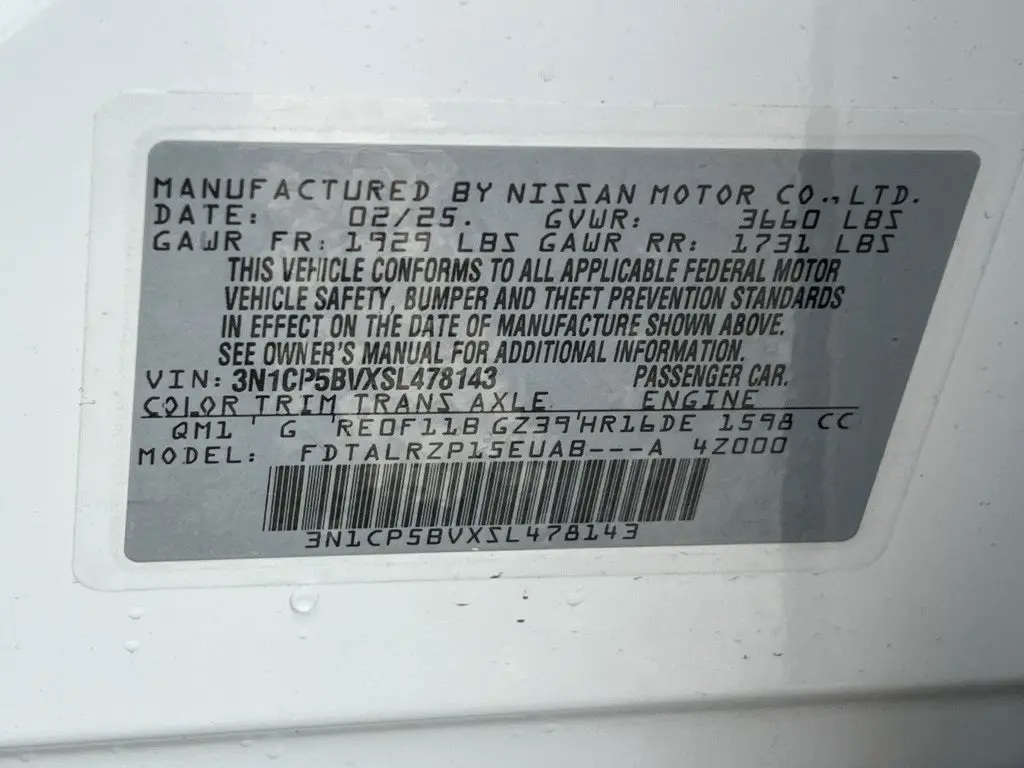 MANUFACTURED BY NISSAN MOTOR CO., LTD.
DATE: 02/25. GVWR: 3660 LBS
GAWR FR: 1929 LBS GAWR RR: 1731 LBS
THIS VEHICLE CONFORMS TO ALL APPLICABLE FEDERAL MOTOR
VEHICLE SAFETY, BUMPER AND THEFT PREVENTION STANDARDS
IN EFFECT ON THE DATE OF MANUFACTURE SHOWN ABOVE.
SEE OWNER'S MANUAL FOR ADDITIONAL INFORMATION.
VIN: 3N1CP5BVXSL478143 PASSENGER CAR.
COLOR TRIM TRANS AXLE ENGINE
QM1 G RE0F11B GZ39 HR16DE 1598 CC
MODEL: FDTALRZP15EUAB---A 4Z000
3N1CP5BVXSL478143